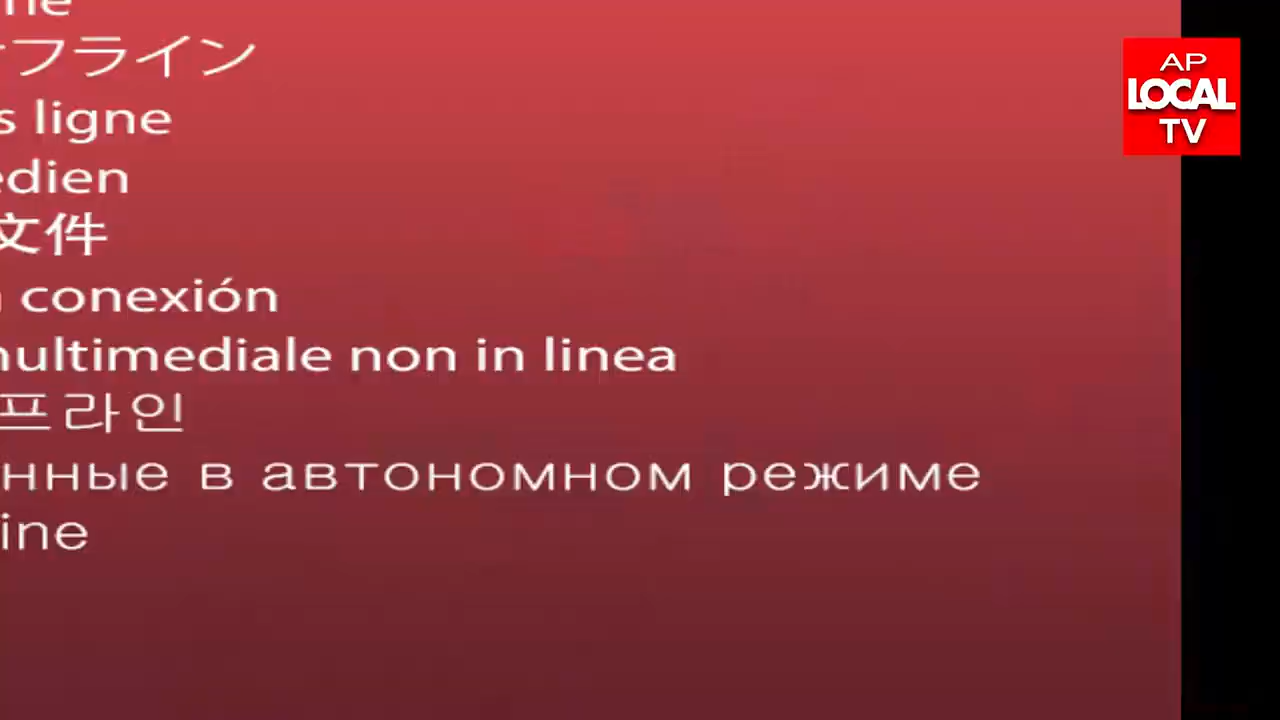 フライン
s ligne
edien
文件
conexión
multimediale non in linea
프라인
нные в автономном режиме
ine
AP
LOCAL
TV